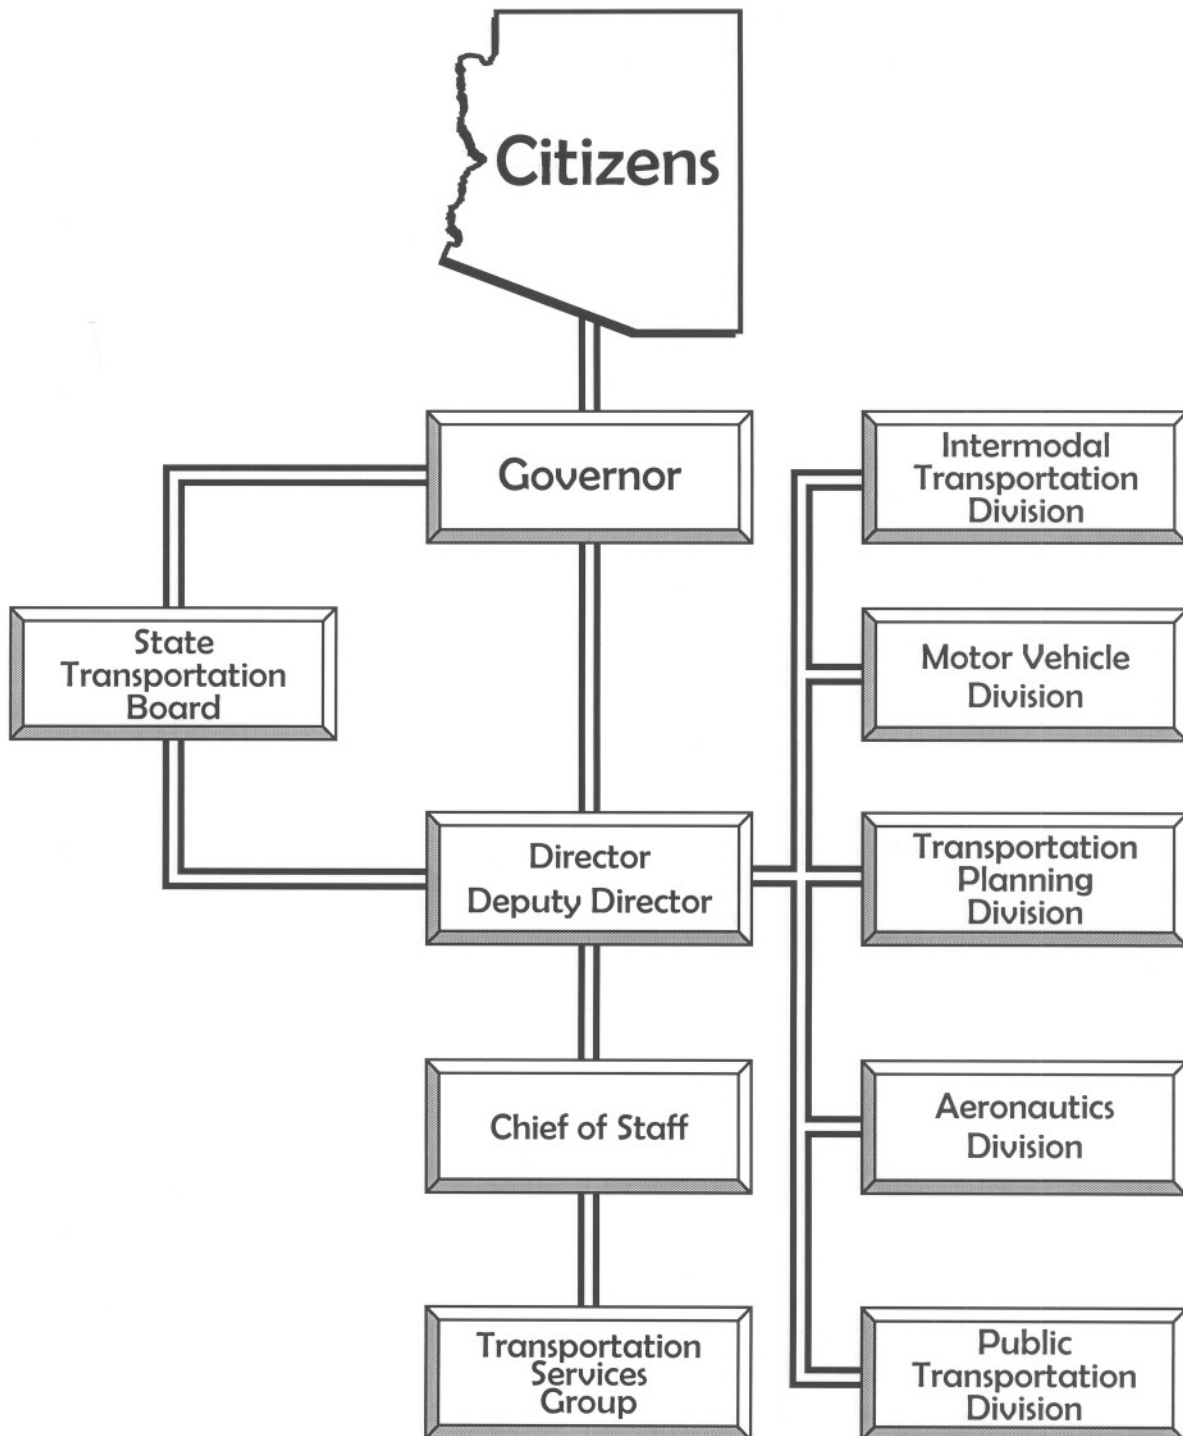 Citizens
Governor
State
Transportation
Board
Director
Deputy Director
Chief of Staff
Transportation
Services
Group
Intermodal
Transportation
Division
Motor Vehicle
Division
Transportation
Planning
Division
Aeronautics
Division
Public
Transportation
Division